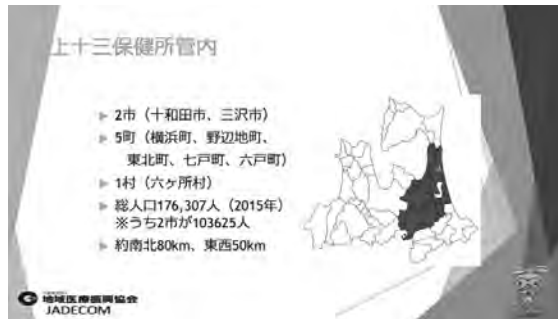 上十三保健所管内
2市（十和田市、三沢市）
5町（横浜町、野辺地町、
東北町、七戸町、六戸町）
1村（六ヶ所村）
総人口176,307人（2015年）
※うち2市が103625人
約南北80km、東西50km
地域医療振興協会
JADECOM